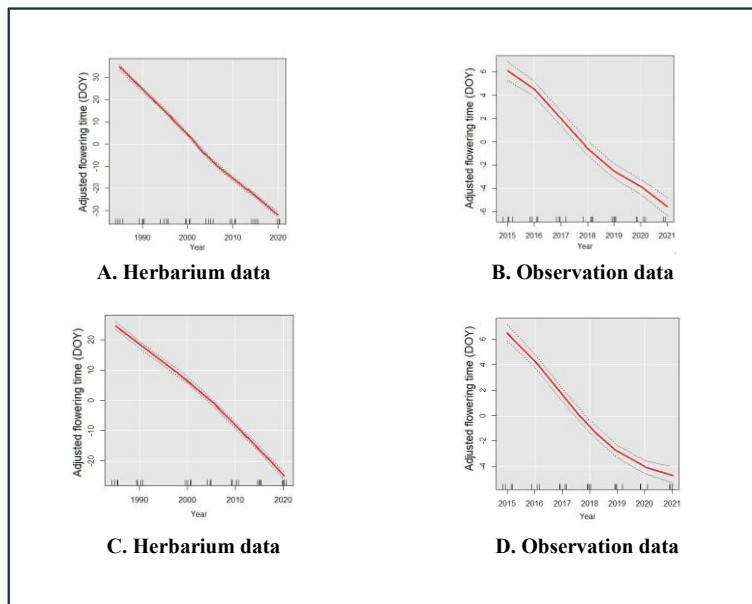 Adjusted flowering time (DOY)
30
20
10
0
-10
-20
-30
1990 2000 2010 2020
Year
A. Herbarium data
Adjusted flowering time (DOY)
6
4
2
0
-2
-4
-6
2015 2016 2017 2018 2019 2020 2021
Year
B. Observation data
Adjusted flowering time (DOY)
20
10
0
-10
-20
1990 2000 2010 2020
Year
C. Herbarium data
Adjusted flowering time (DOY)
6
4
2
0
-2
-4
2015 2016 2017 2018 2019 2020 2021
Year
D. Observation data